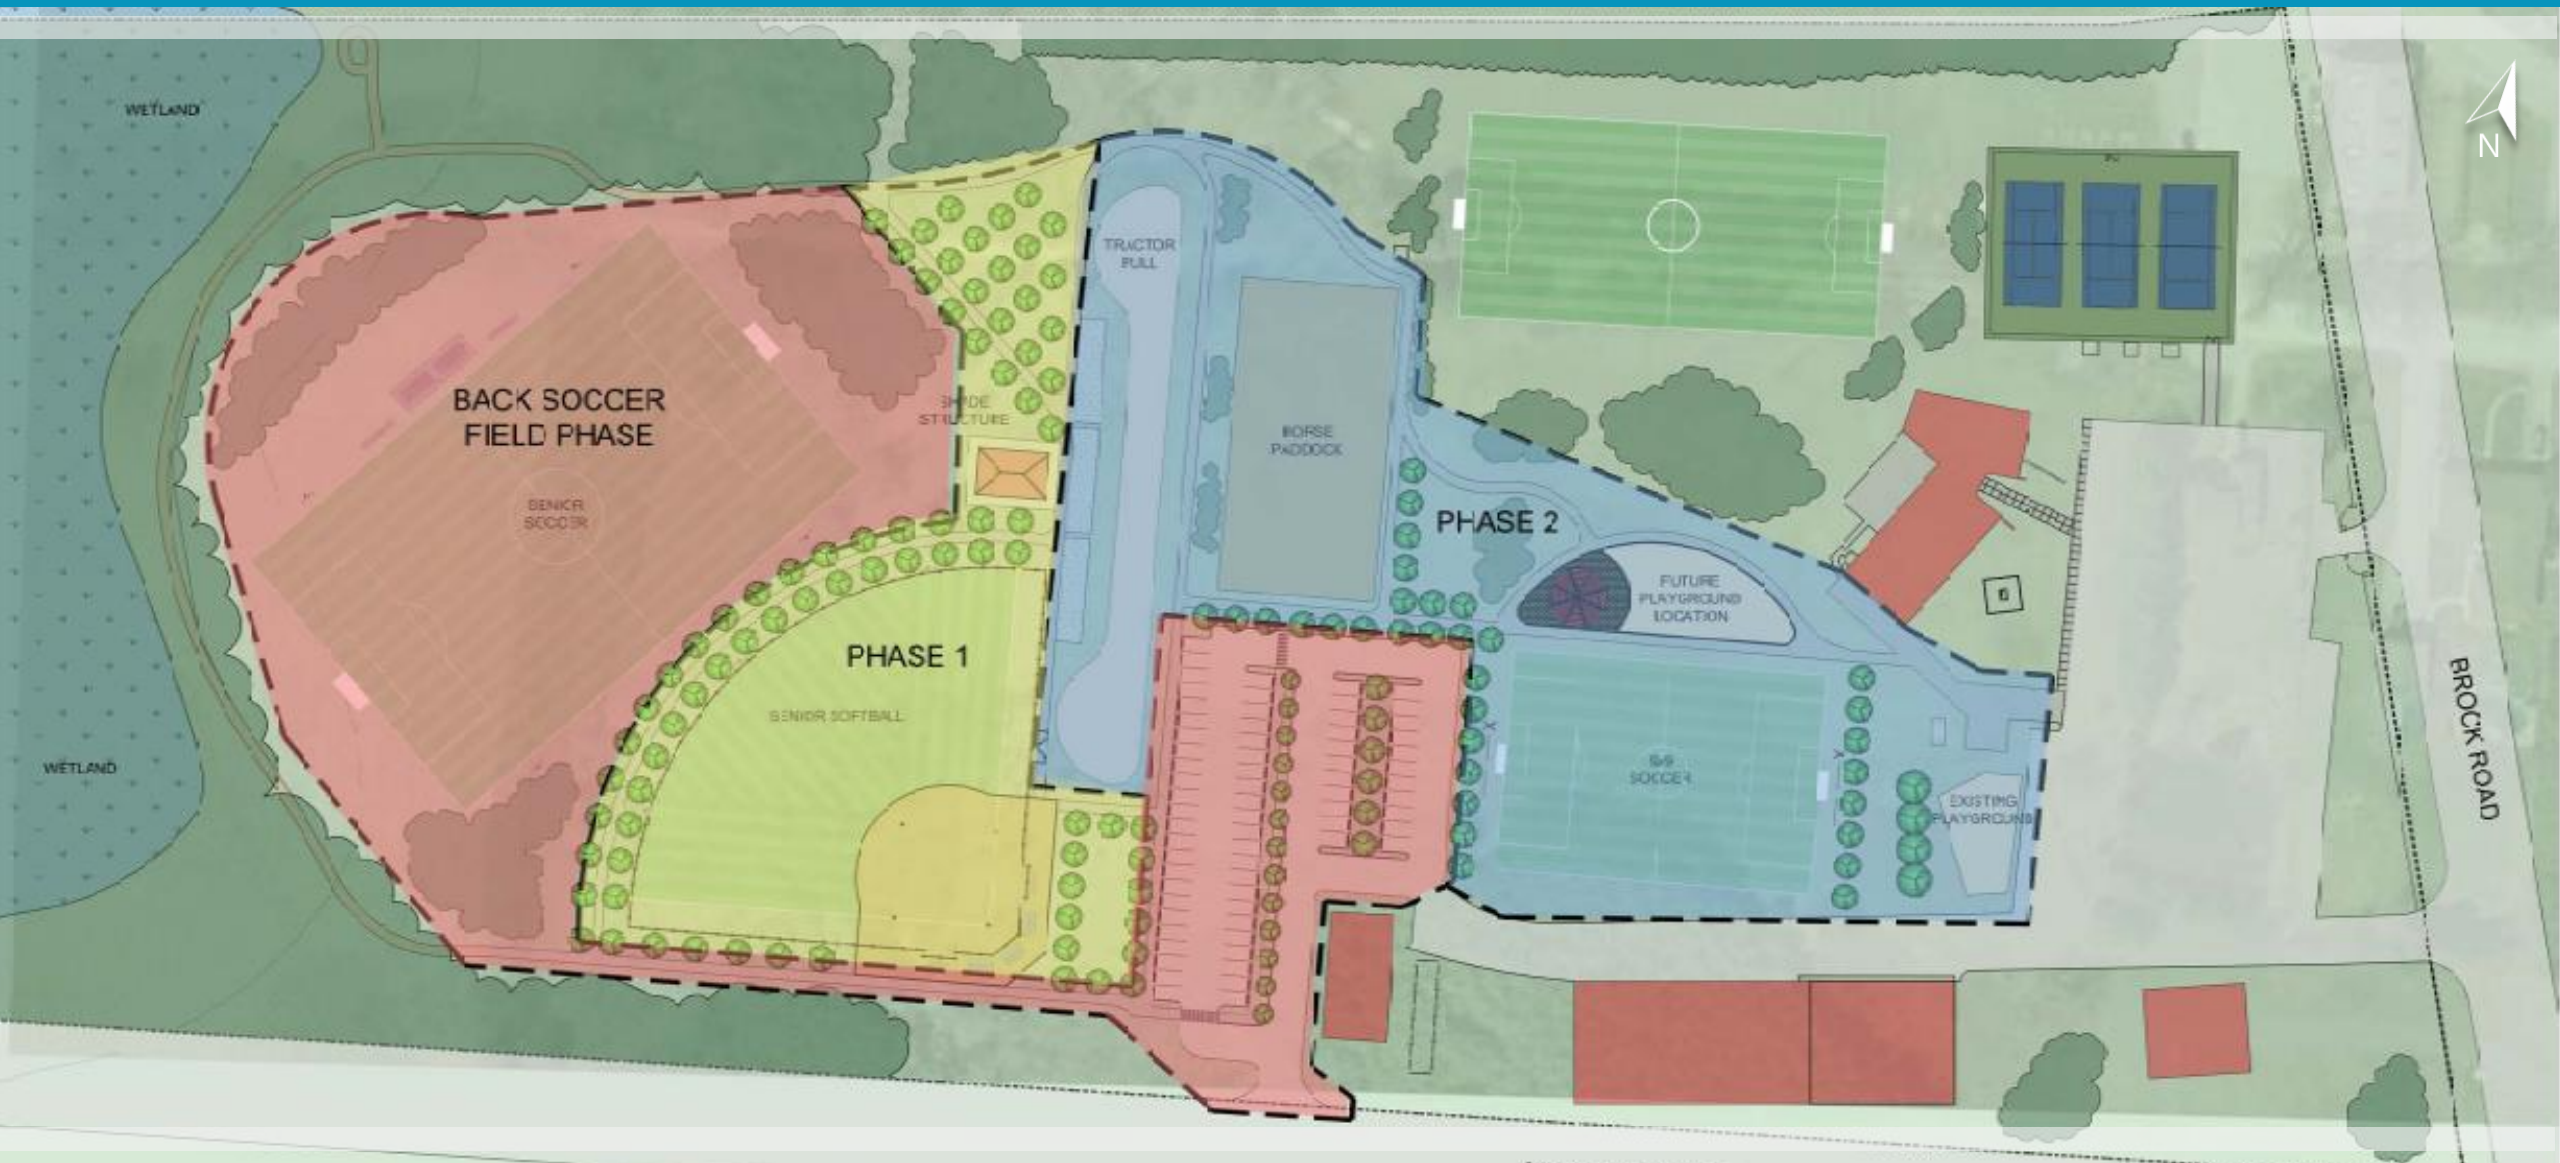 WETLAND
N
TRACTOR
PULL
BACK SOCCER
FIELD PHASE
SHADE
STRUCTURE
HORSE
PADDOCK
SENIOR
SOCCER
PHASE 2
FUTURE
PLAYGROUND
LOCATION
PHASE 1
SENIOR SOFTBALL
BROCK ROAD
WETLAND
SOCCER
EXISTING
PLAYGROUND